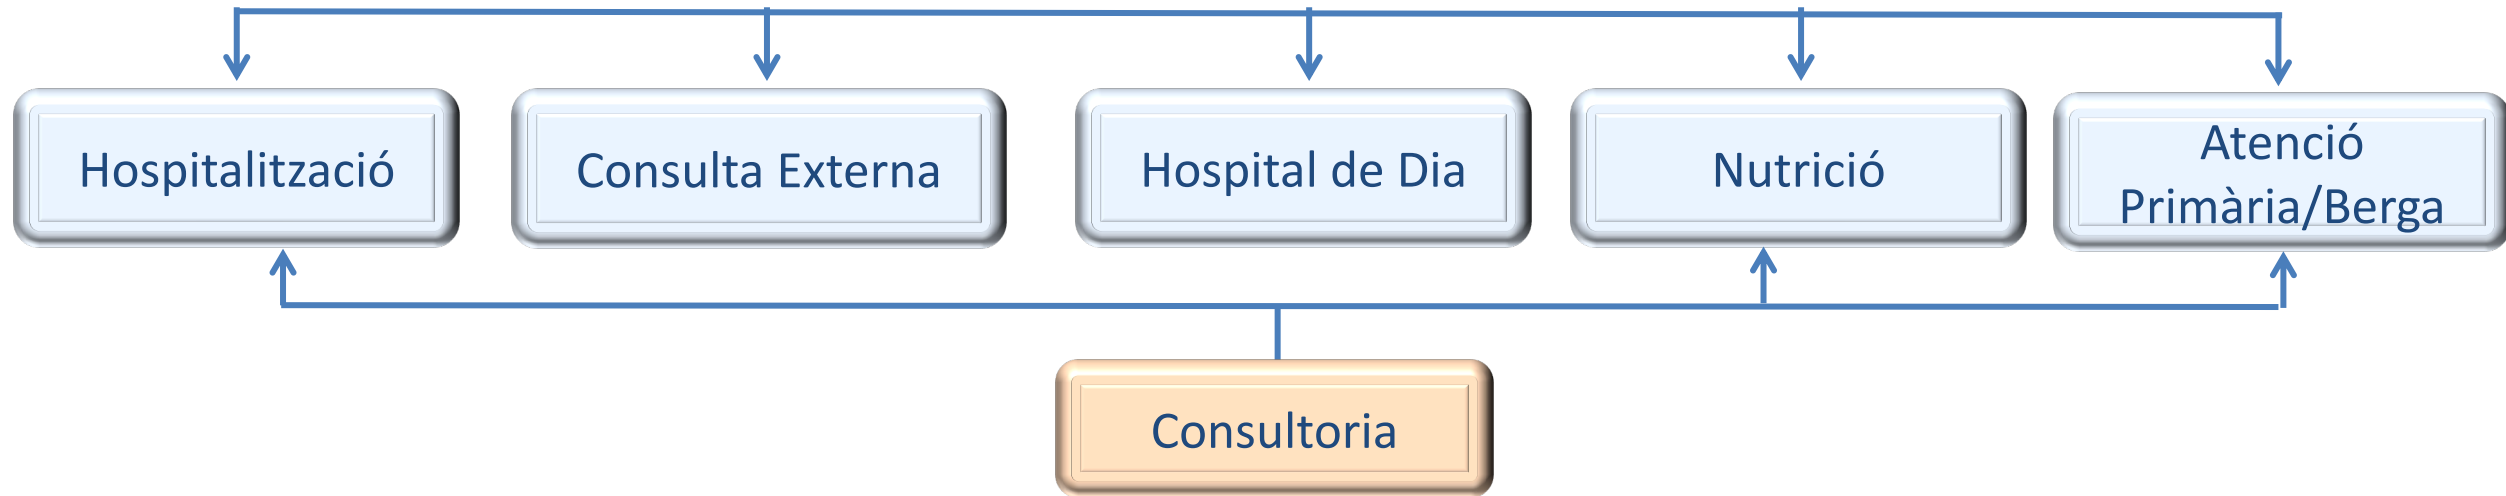 Hospitalització
Consulta Externa
Hospital de Dia
Nutrició
Atenció
Primària/Berga
Consultoria